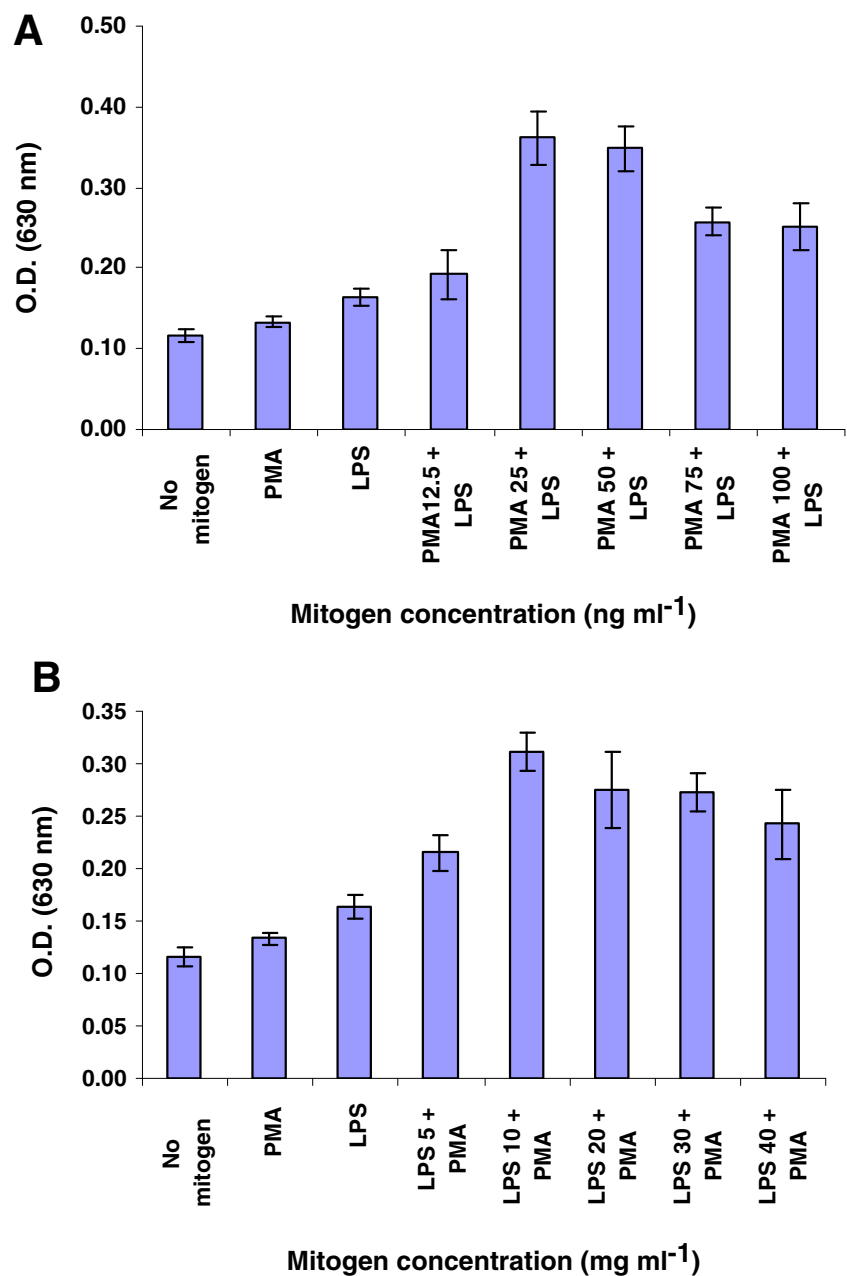 A
0.50
0.40
0.30
0.20
0.10
0.00
O.D. (630 nm)
No
mitogen
PMA
LPS
PMA12.5 +
LPS
PMA 25 +
LPS
PMA 50 +
LPS
PMA 75 +
LPS
PMA 100 +
LPS
Mitogen concentration (ng ml-1)
B
0.35
0.30
0.25
0.20
0.15
0.10
0.05
0.00
O.D. (630 nm)
No
mitogen
PMA
LPS
LPS 5 +
PMA
LPS 10 +
PMA
LPS 20 +
PMA
LPS 30 +
PMA
LPS 40 +
PMA
Mitogen concentration (mg ml-1)